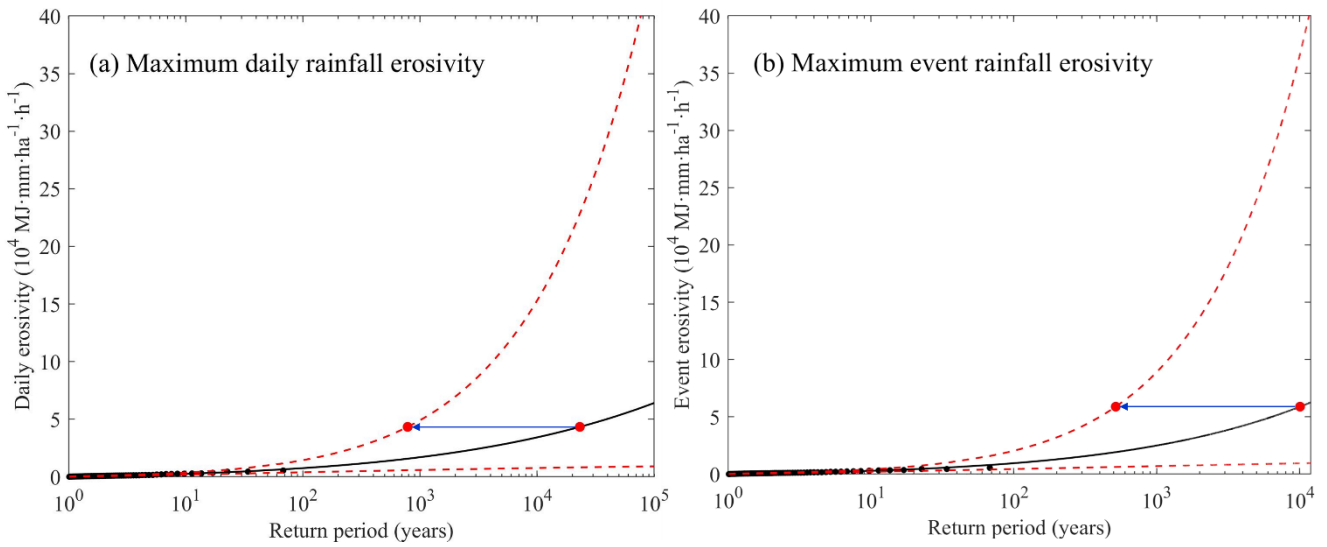 (a) Maximum daily rainfall erosivity
Daily erosivity (10⁴ MJ·mm·ha⁻¹·h⁻¹)
40
35
30
25
20
15
10
5
0
10⁰ 10¹ 10² 10³ 10⁴ 10⁵
Return period (years)
(b) Maximum event rainfall erosivity
Event erosivity (10⁴ MJ·mm·ha⁻¹·h⁻¹)
40
35
30
25
20
15
10
5
0
10⁰ 10¹ 10² 10³ 10⁴
Return period (years)